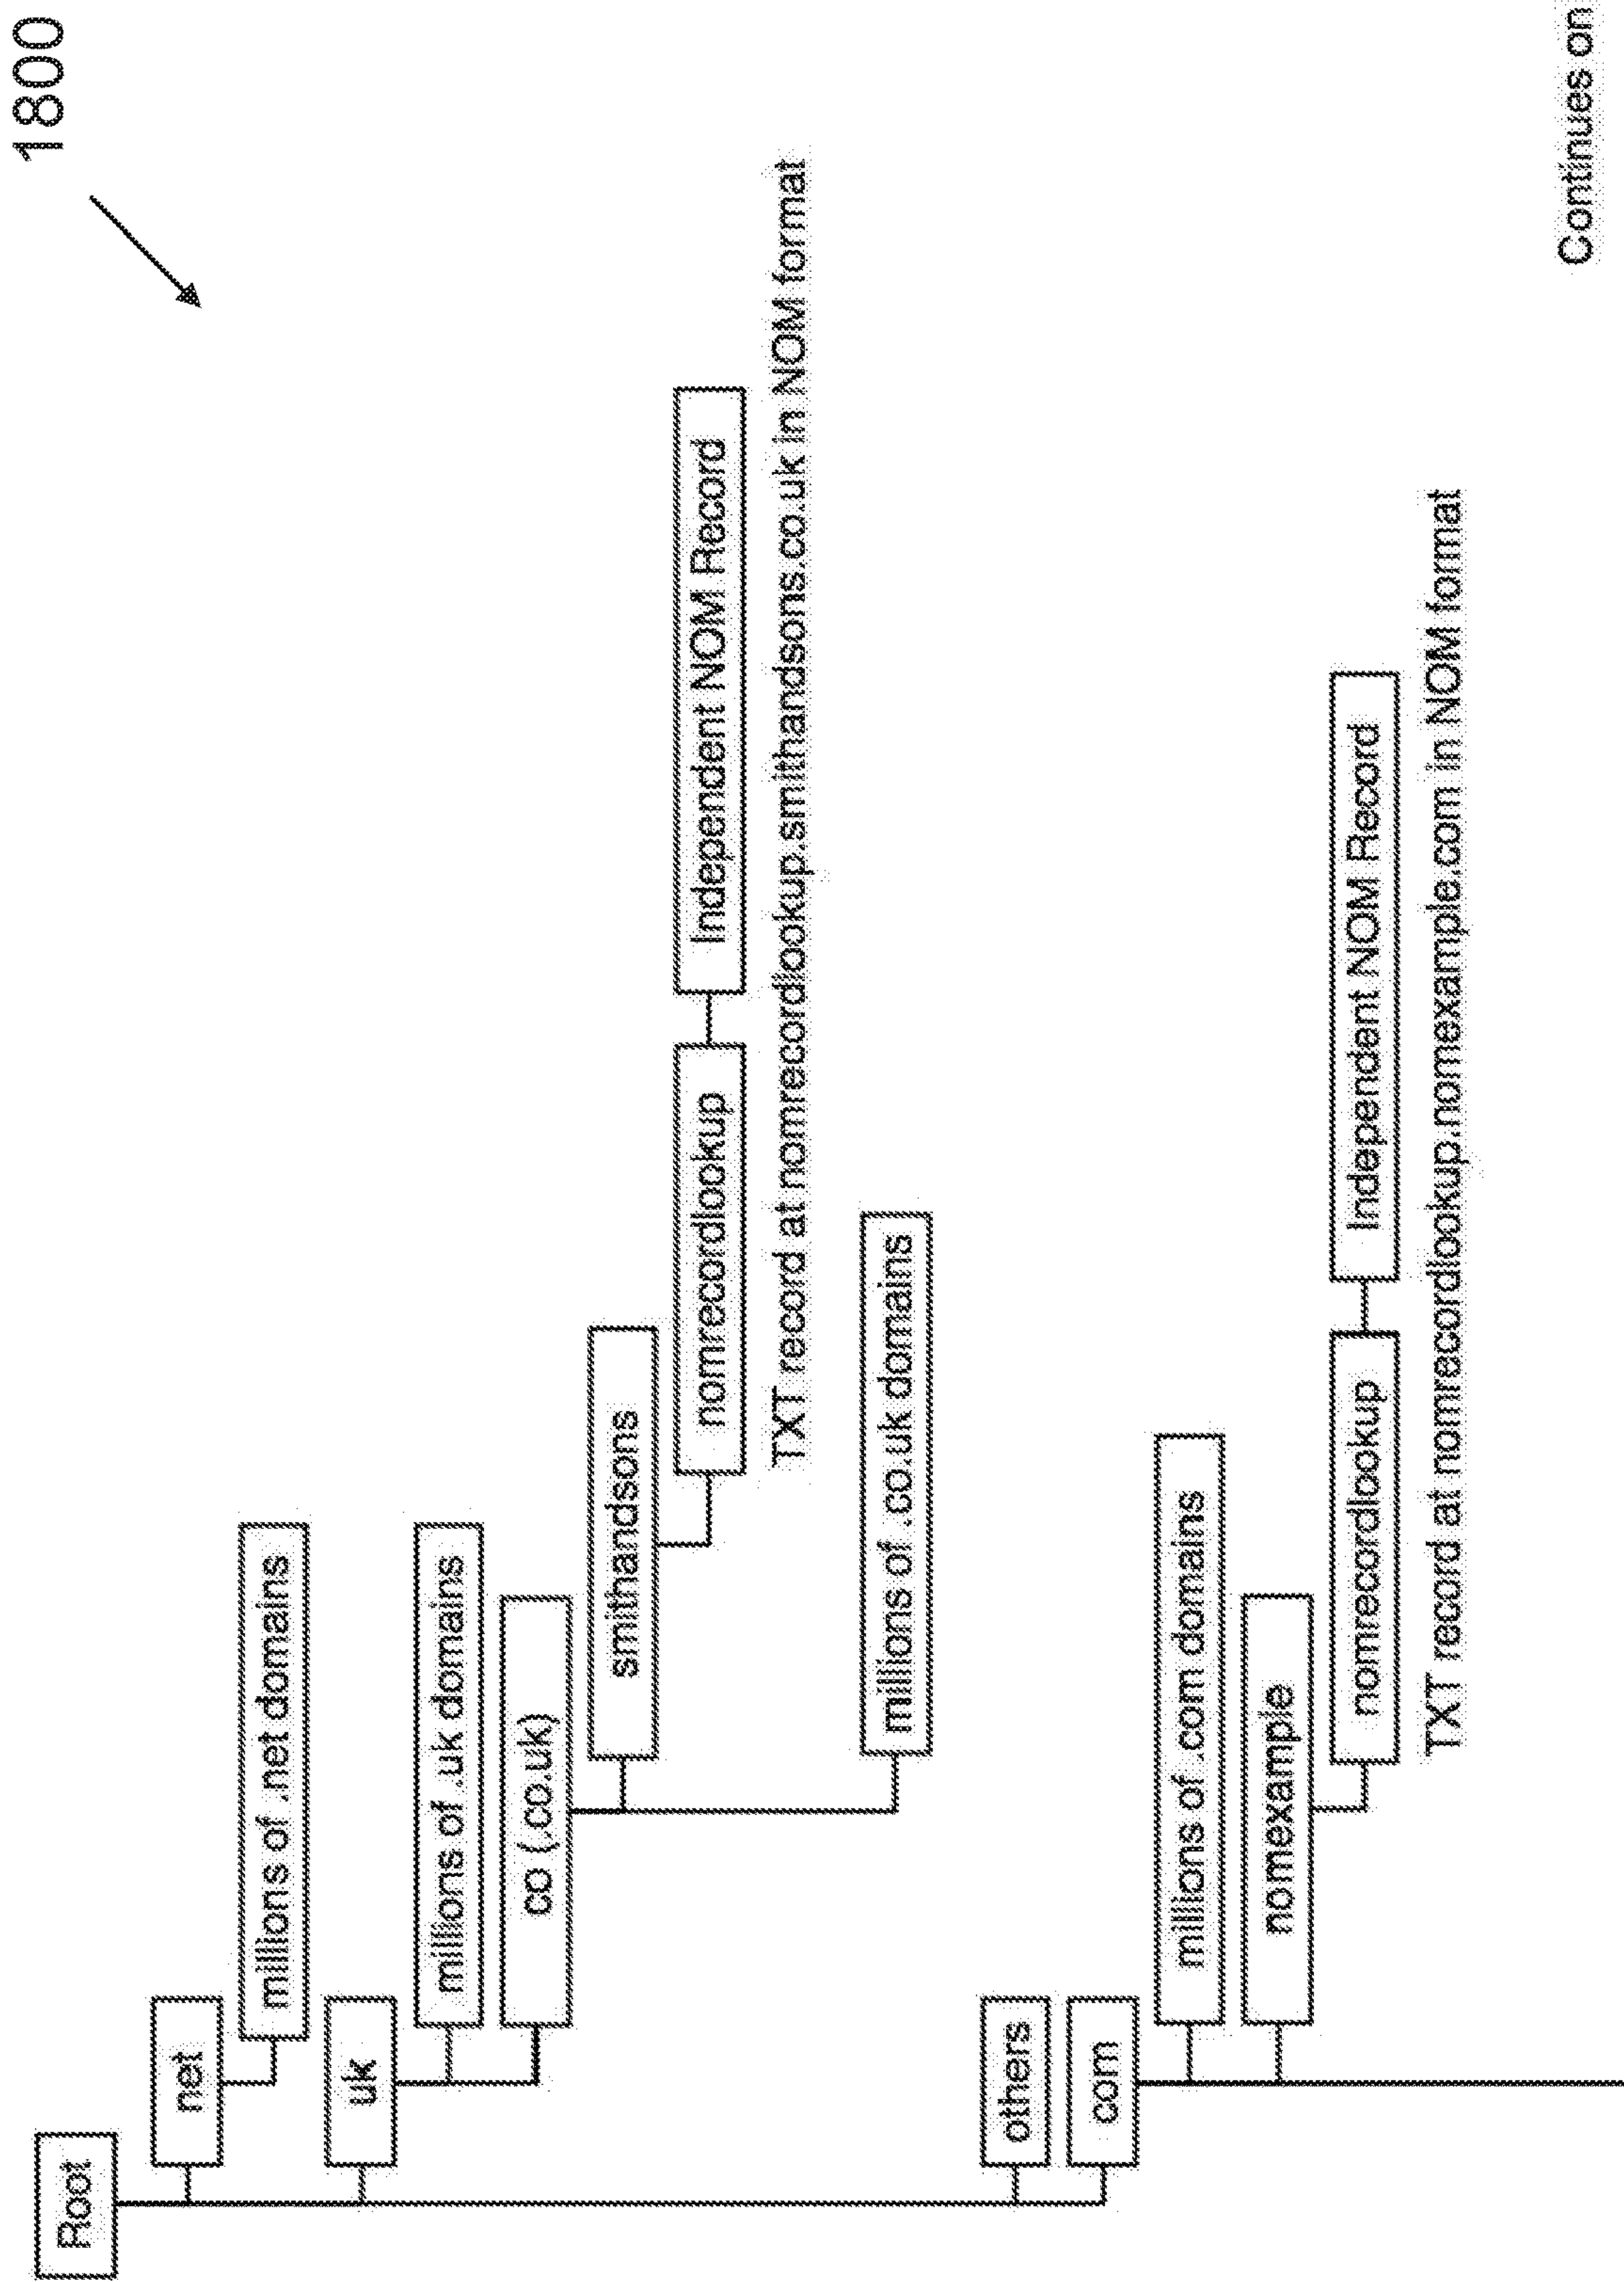 1800
Root
net
millions of .net domains
uk
millions of .uk domains
co (.co.uk)
smithandsons
nomrecordlookup
Independent NOM Record
TXT record at nomrecordlookup.smithandsons.co.uk in NOM format
millions of .co.uk domains
others
com
millions of .com domains
nomexample
nomrecordlookup
Independent NOM Record
TXT record at nomrecordlookup.nomexample.com in NOM format
Continues on